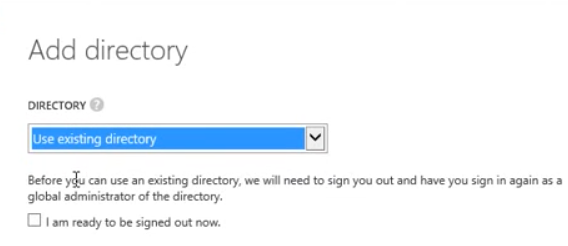 Add directory
DIRECTORY ?
Use existing directory
Before you can use an existing directory, we will need to sign you out and have you sign in again as a
global administrator of the directory.
I am ready to be signed out now.